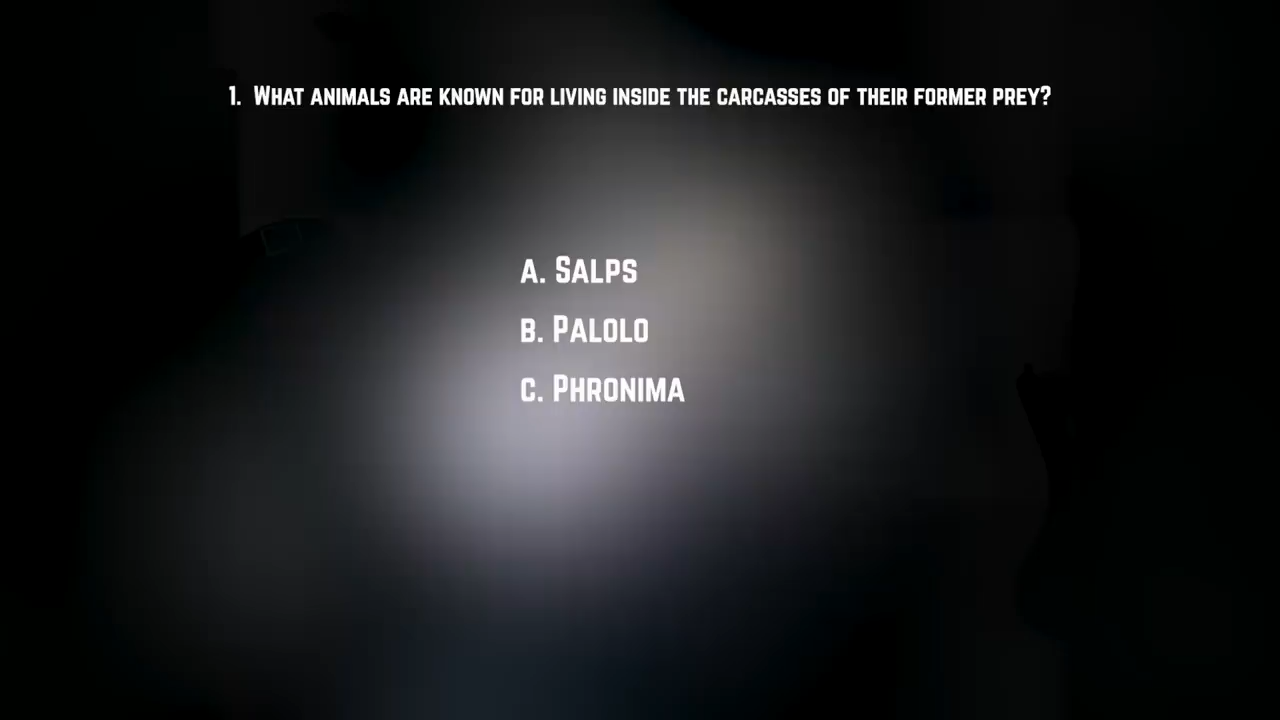 1. What animals are known for living inside the carcasses of their former prey?
A. Salps
B. Palolo
C. Phronima